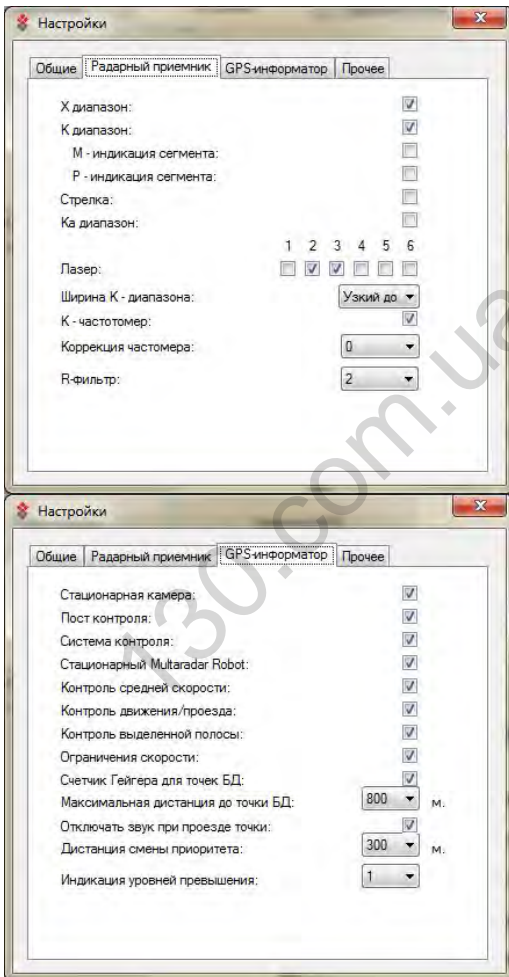 Настройки
Общие Радарный приемник GPS-информатор Прочее
X диапазон:
К диапазон:
М - индикация сегмента:
Р - индикация сегмента:
Стрелка:
Ка диапазон:
1 2 3 4 5 6
Лазер:
Ширина К - диапазона: Узкий до
К - частотомер:
Коррекция частомера: 0
R-фильтр: 2
Настройки
Общие Радарный приемник GPS-информатор Прочее
Стационарная камера:
Пост контроля:
Система контроля:
Стационарный Multaradar Robot:
Контроль средней скорости:
Контроль движения/проезда:
Контроль выделенной полосы:
Ограничения скорости:
Счетчик Гейгера для точек БД:
Максимальная дистанция до точки БД: 800 м.
Отключать звук при проезде точки:
Дистанция смены приоритета: 300 м.
Индикация уровней превышения: 1
130.com.ua